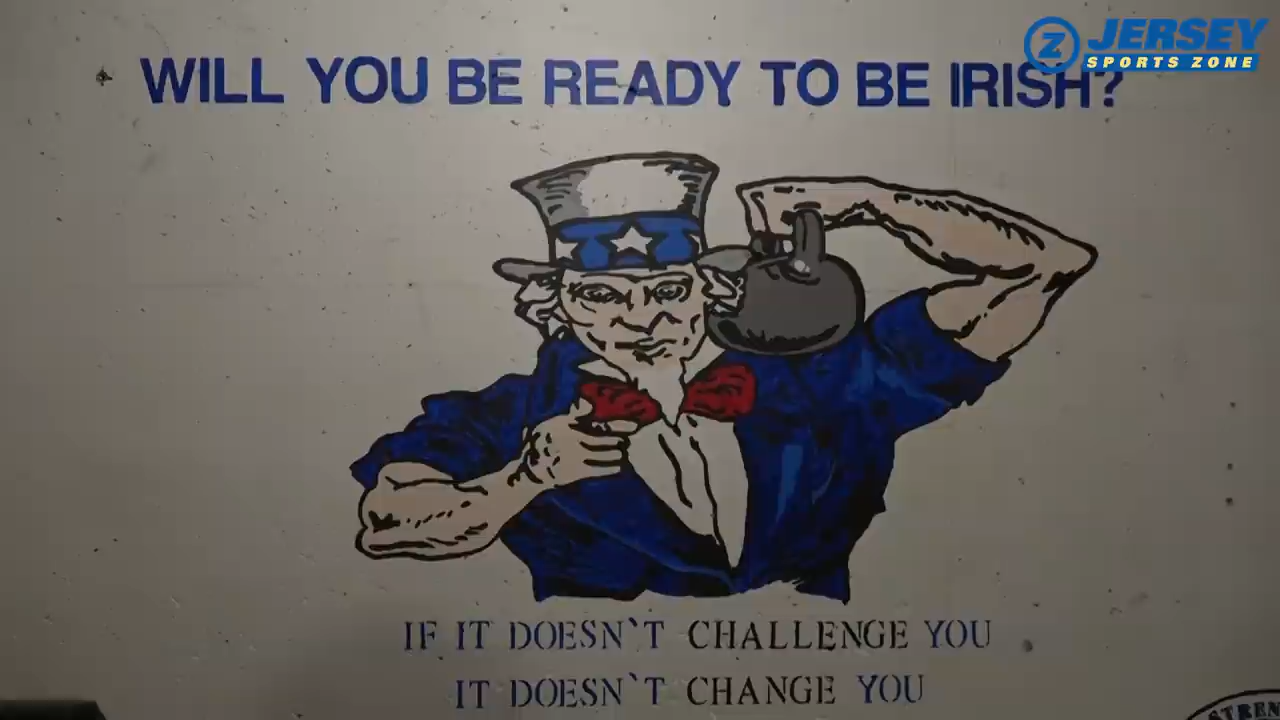 Z JERSEY
SPORTS ZONE
WILL YOU BE READY TO BE IRISH?
IF IT DOESN`T CHALLENGE YOU
IT DOESN`T CHANGE YOU